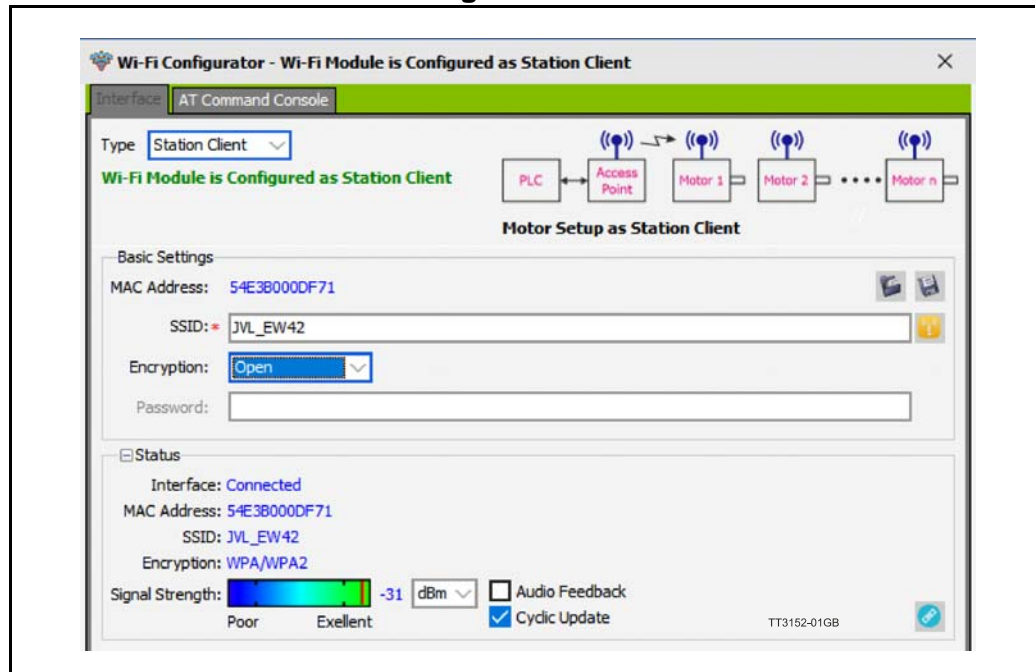 Wi-Fi Configurator - Wi-Fi Module is Configured as Station Client
Interface AT Command Console
Type Station Client
Wi-Fi Module is Configured as Station Client
PLC Access Point Motor 1 Motor 2 Motor n
Motor Setup as Station Client
Basic Settings
MAC Address: 54E3B000DF71
SSID:* JVL_EW42
Encryption: Open
Password:
Status
Interface: Connected
MAC Address: 54E3B000DF71
SSID: JVL_EW42
Encryption: WPA/WPA2
Signal Strength: -31 dBm Audio Feedback
Poor Exellent Cyclic Update TT3152-01GB